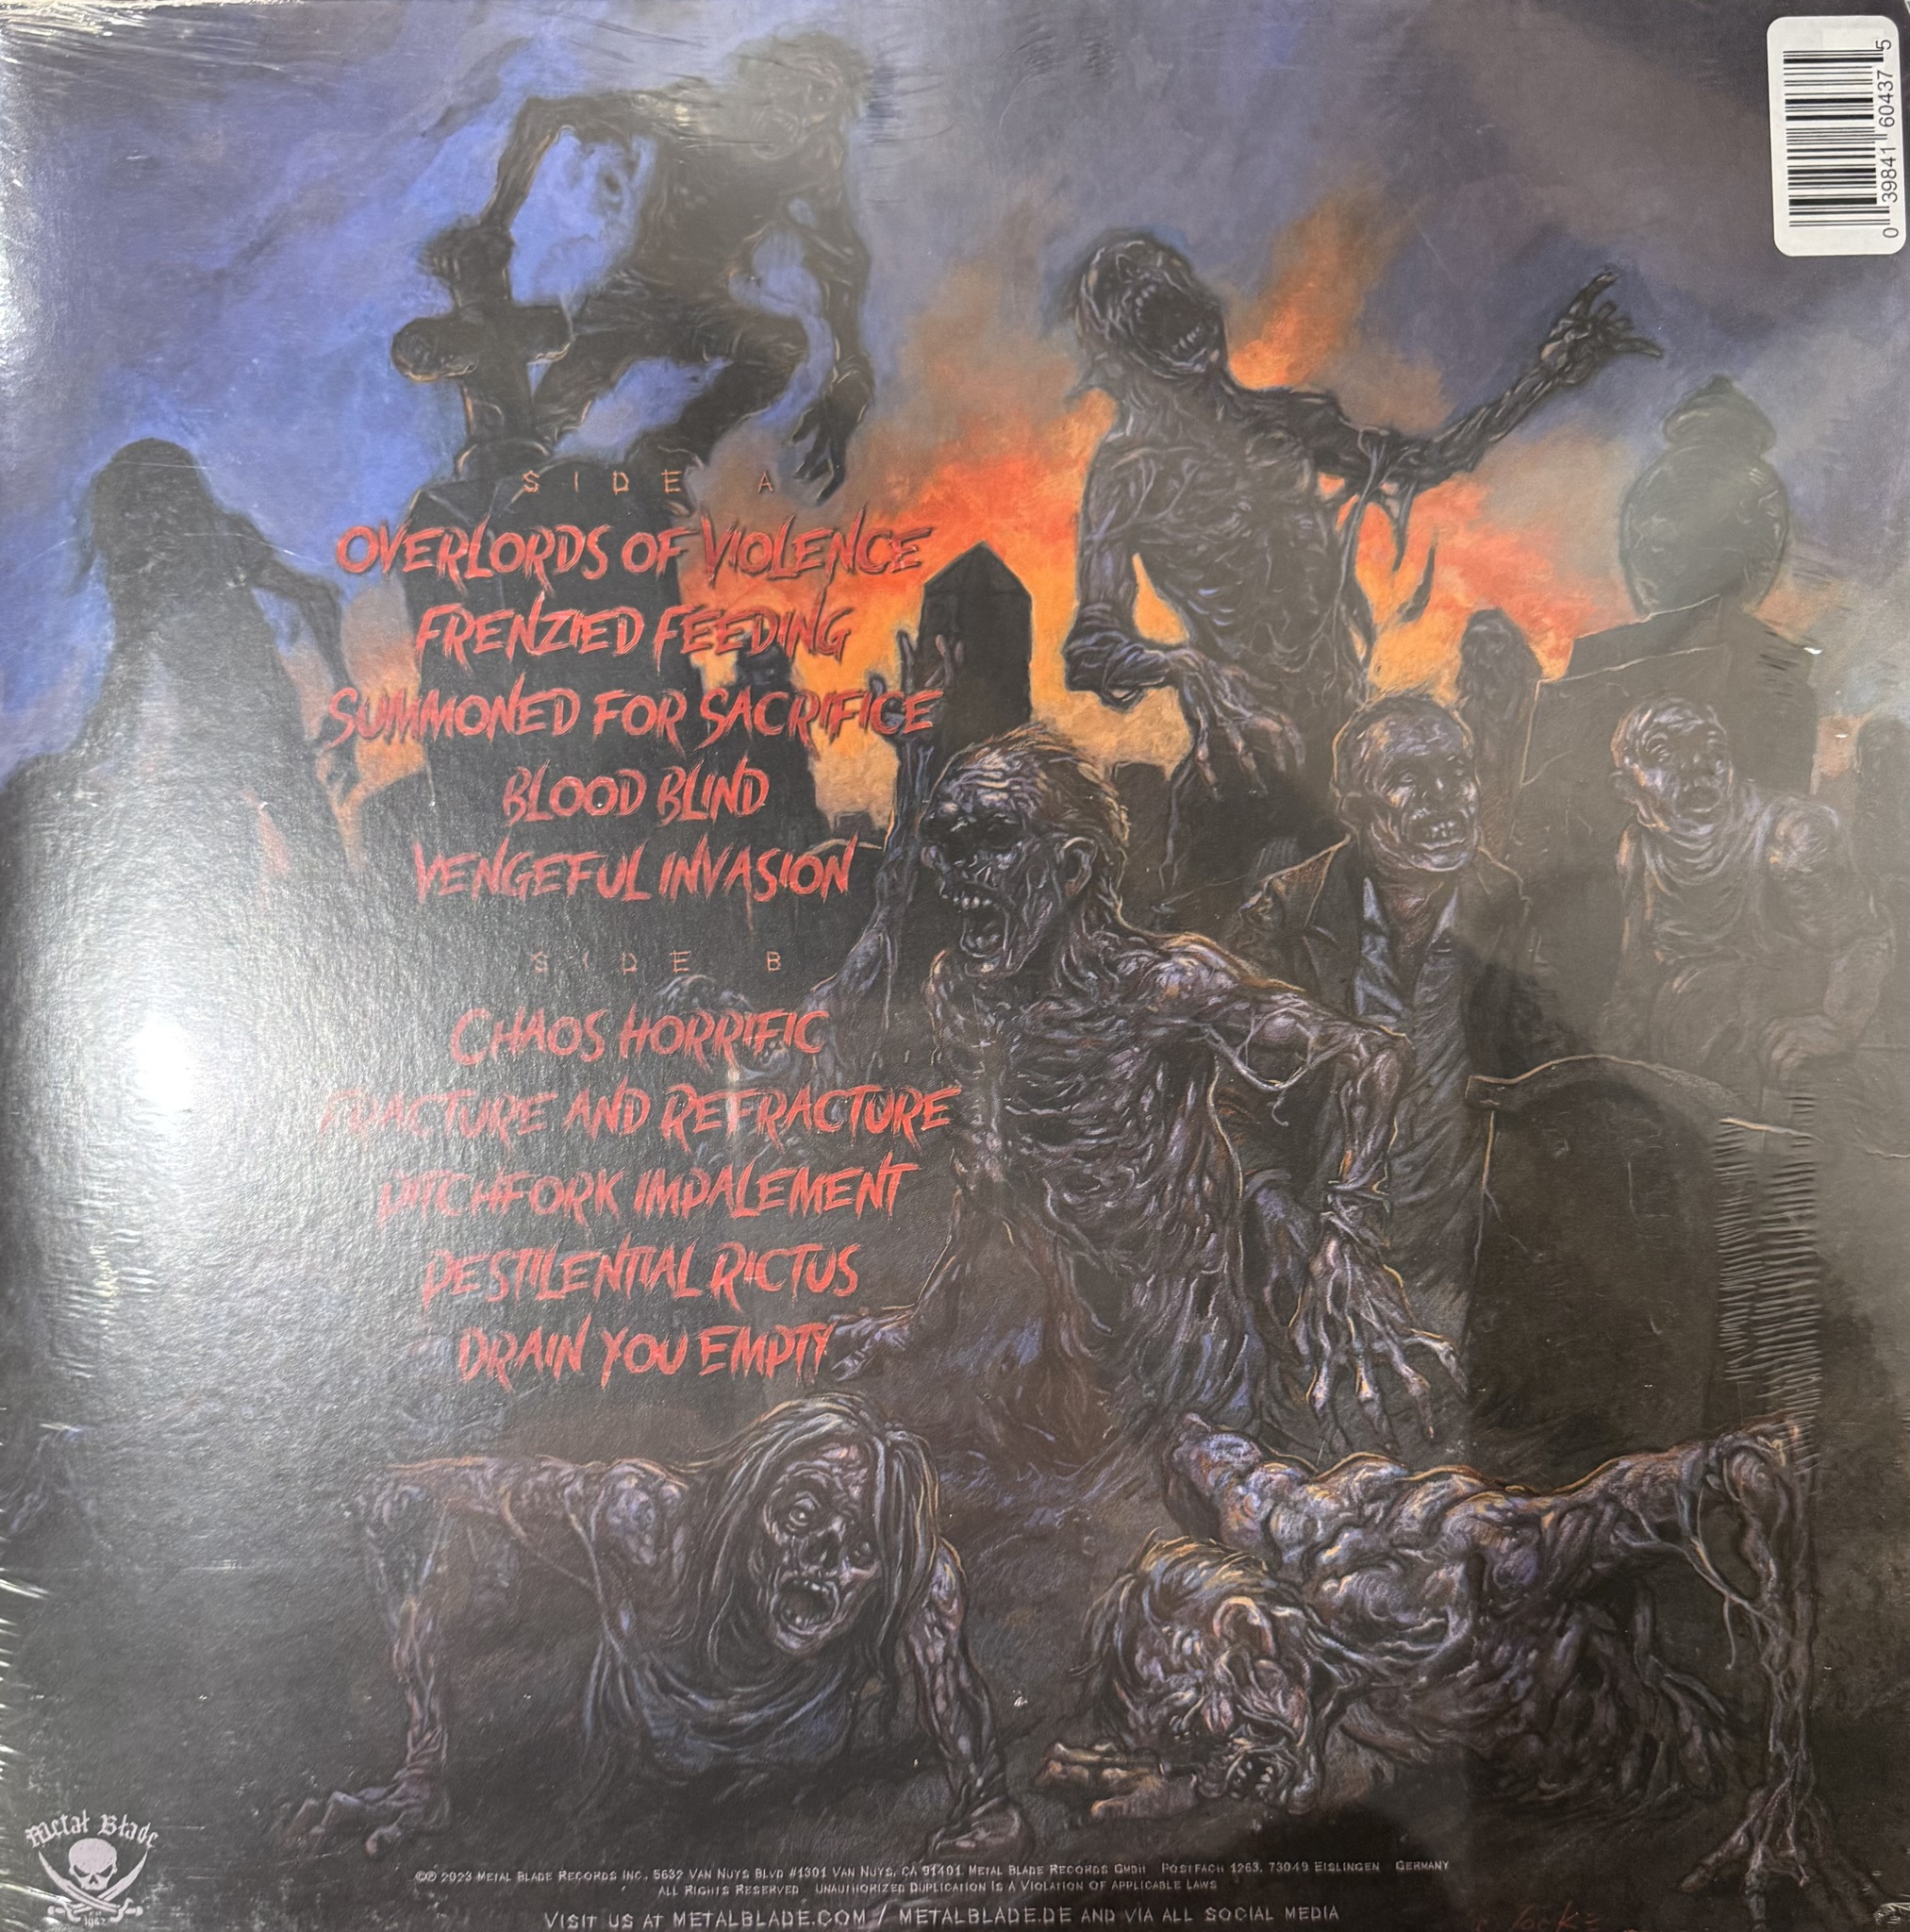 0 39841 60437 5
SIDE A
OVERLORDS OF VIOLENCE
FRENZIED FEEDING
SUMMONED FOR SACRIFICE
BLOOD BLIND
VENGEFUL INVASION
SIDE B
CHAOS HORRIFIC
FRACTURE AND REFRACTURE
PITCHFORK IMPALEMENT
PESTILENTIAL RICTUS
DRAIN YOU EMPTY
Metal Blade
©℗ 2023 METAL BLADE RECORDS INC. 5632 VAN NUYS BLVD #1301 VAN NUYS, CA 91401 METAL BLADE RECORDS GMBH POSTFACH 1263, 73049 EISLINGEN GERMANY
ALL RIGHTS RESERVED UNAUTHORIZED DUPLICATION IS A VIOLATION OF APPLICABLE LAWS
VISIT US AT METALBLADE.COM / METALBLADE.DE AND VIA ALL SOCIAL MEDIA